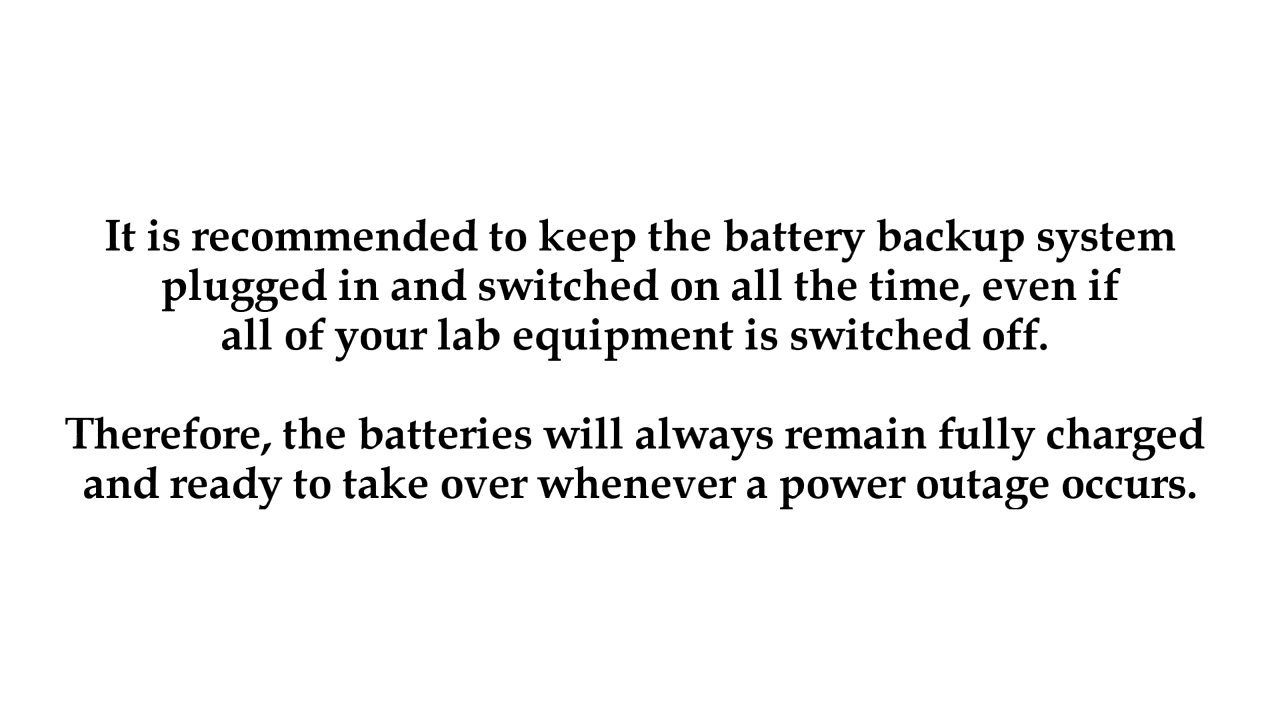 It is recommended to keep the battery backup system
plugged in and switched on all the time, even if
all of your lab equipment is switched off.
Therefore, the batteries will always remain fully charged
and ready to take over whenever a power outage occurs.